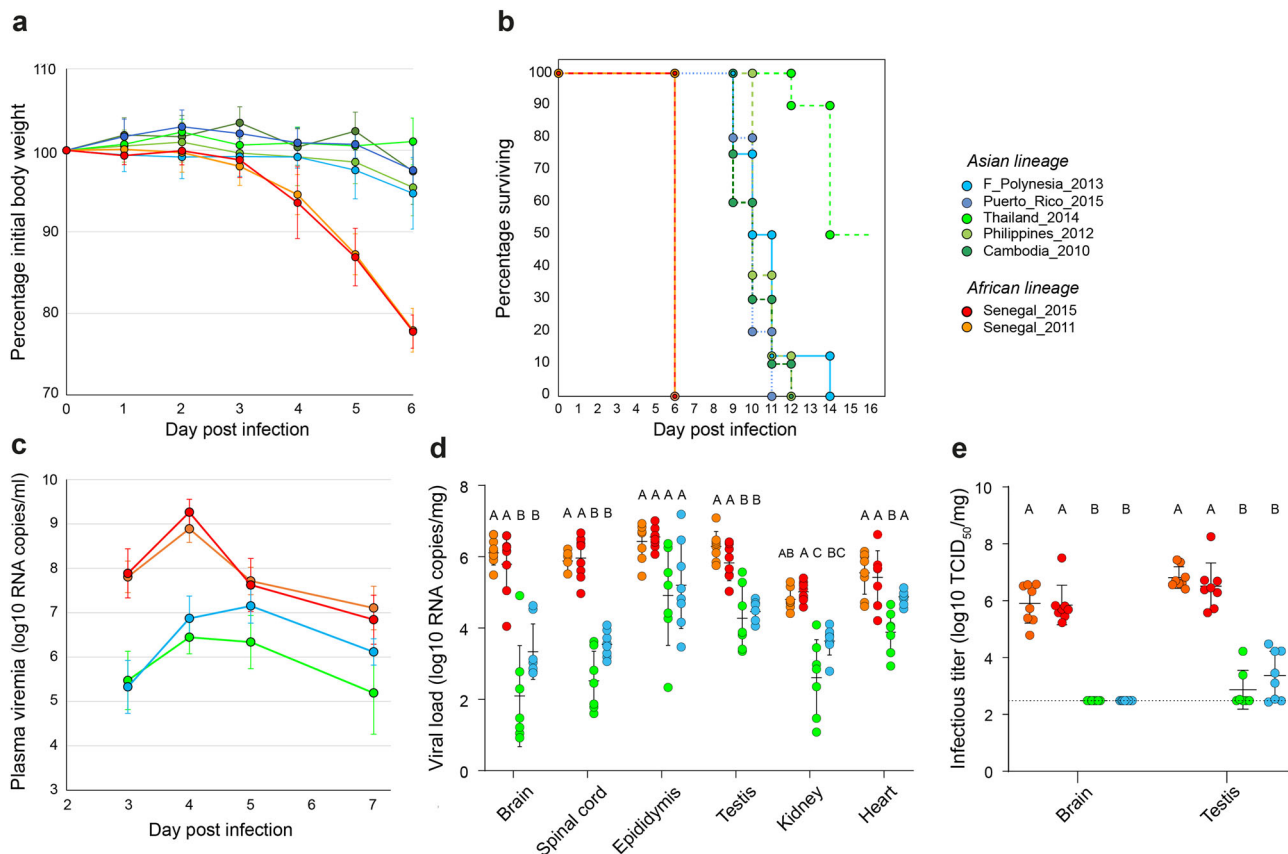 a
Percentage initial body weight
110
100
90
80
70
0 1 2 3 4 5 6
Day post infection
b
Percentage surviving
100
90
80
70
60
50
40
30
20
10
0
0 1 2 3 4 5 6 7 8 9 10 11 12 13 14 15 16
Day post infection
Asian lineage
F_Polynesia_2013
Puerto_Rico_2015
Thailand_2014
Philippines_2012
Cambodia_2010
African lineage
Senegal_2015
Senegal_2011
c
Plasma viremia (log10 RNA copies/ml)
10
9
8
7
6
5
4
3
2 3 4 5 6 7
Day post infection
d
Viral load (log10 RNA copies/mg)
8
6
4
2
0
A A B B
A A B B
A A A A
A A B B
AB A C BC
A A B A
Brain
Spinal cord
Epididymis
Testis
Kidney
Heart
e
Infectious titer (log10 TCID50/mg)
10
8
6
4
2
0
A A B B
A A B B
Brain
Testis